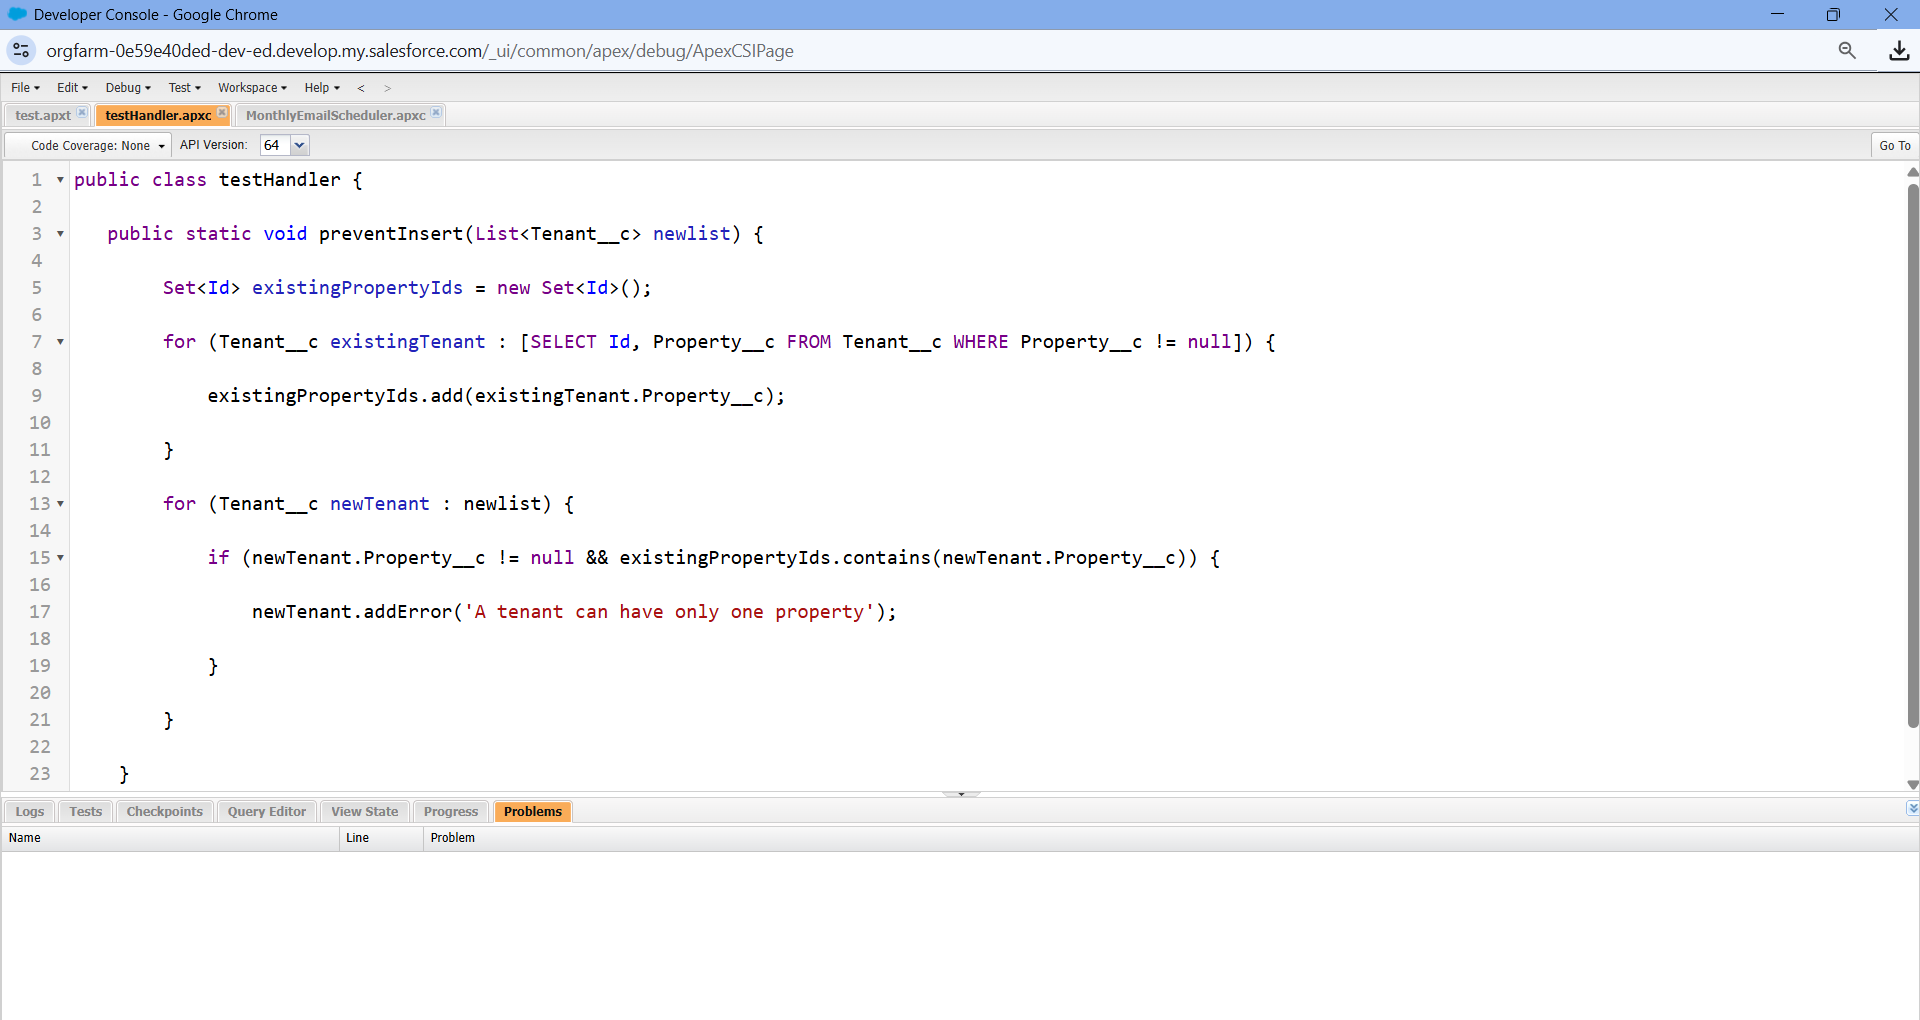 Developer Console - Google Chrome
orgfarm-0e59e40ded-dev-ed.develop.my.salesforce.com/_ui/common/apex/debug/ApexCSIPage
File Edit Debug Test Workspace Help < >
test.apxt testHandler.apxc MonthlyEmailScheduler.apxc
Code Coverage: None API Version: 64 Go To
1 public class testHandler {
2
3 public static void preventInsert(List<Tenant__c> newlist) {
4
5 Set<Id> existingPropertyIds = new Set<Id>();
6
7 for (Tenant__c existingTenant : [SELECT Id, Property__c FROM Tenant__c WHERE Property__c != null]) {
8
9 existingPropertyIds.add(existingTenant.Property__c);
10
11 }
12
13 for (Tenant__c newTenant : newlist) {
14
15 if (newTenant.Property__c != null && existingPropertyIds.contains(newTenant.Property__c)) {
16
17 newTenant.addError('A tenant can have only one property');
18
19 }
20
21 }
22
23 }
Logs Tests Checkpoints Query Editor View State Progress Problems
Name Line Problem